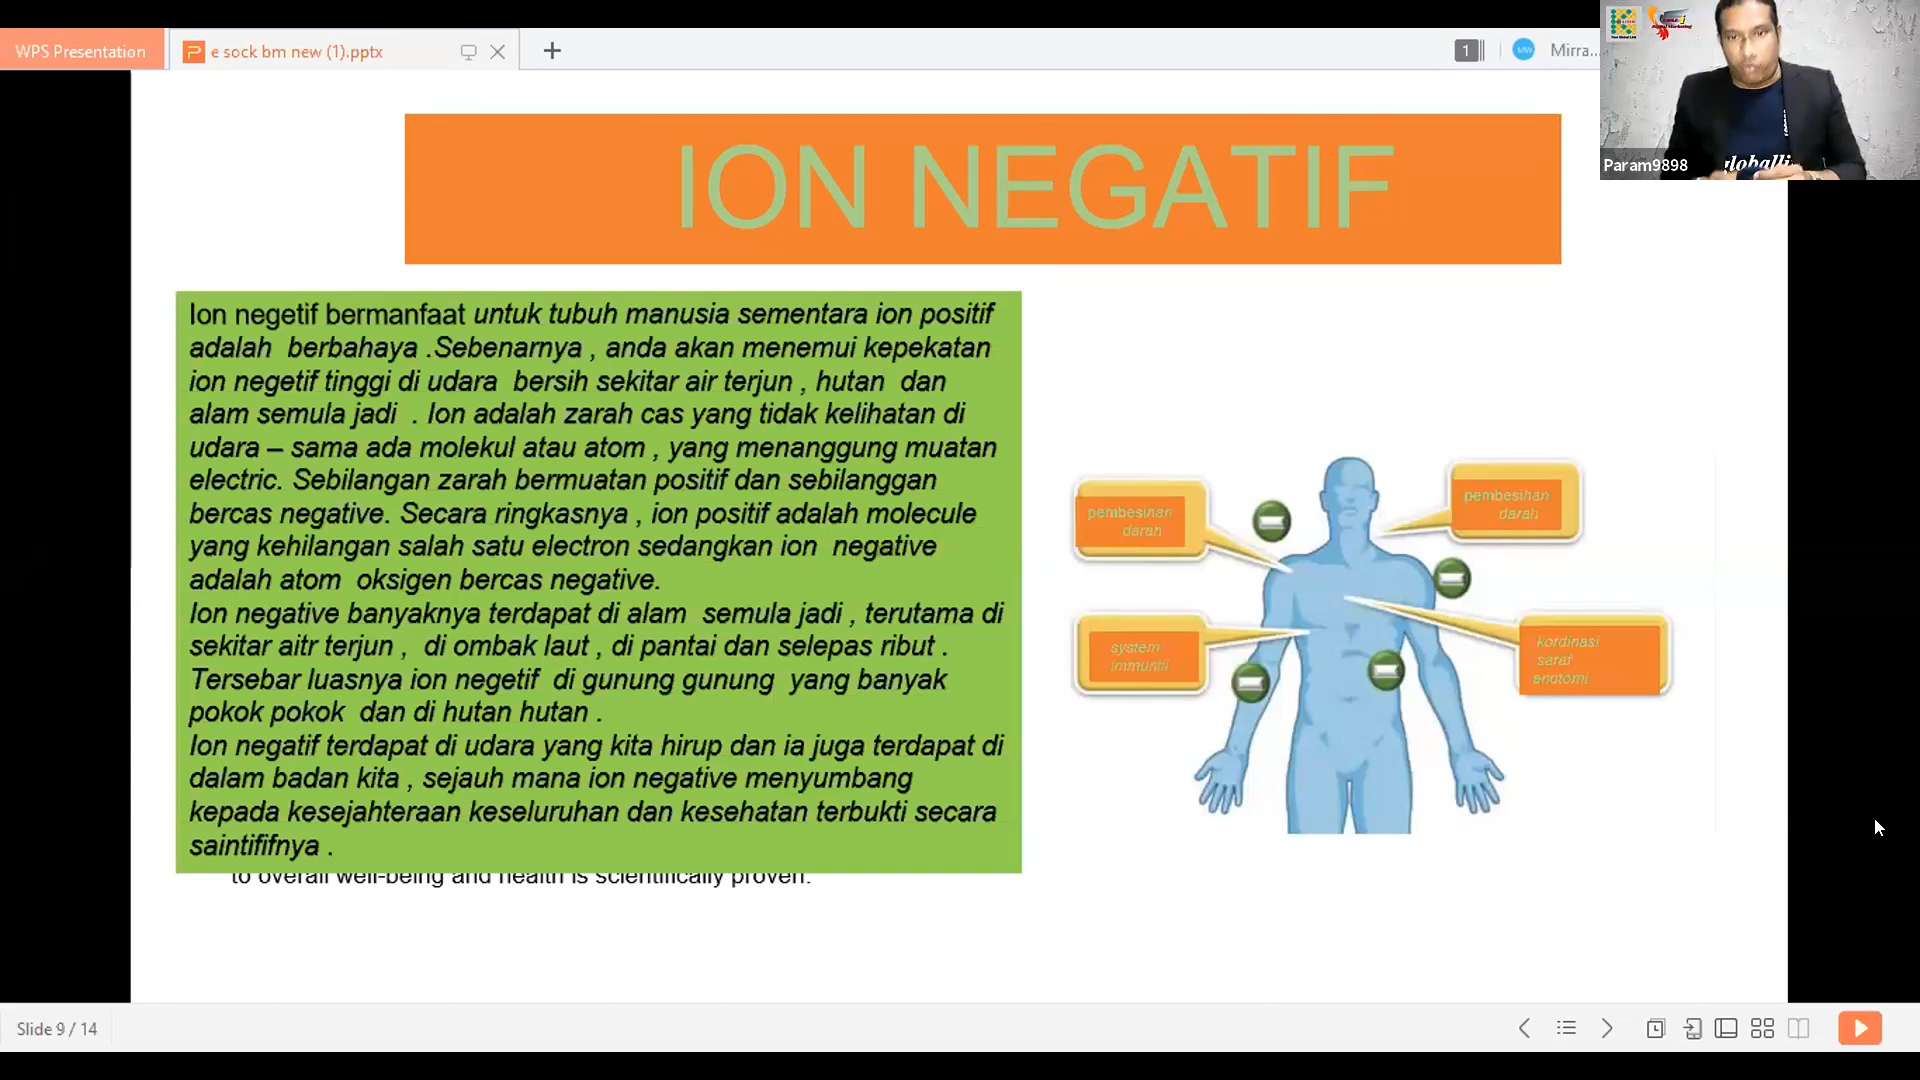 WPS Presentation
e sock bm new (1).pptx
1
MW
Mirra...
Param9898
ION NEGATIF
Ion negetif bermanfaat untuk tubuh manusia sementara ion positif
adalah berbahaya .Sebenarnya , anda akan menemui kepekatan
ion negetif tinggi di udara bersih sekitar air terjun , hutan dan
alam semula jadi . Ion adalah zarah cas yang tidak kelihatan di
udara – sama ada molekul atau atom , yang menanggung muatan
electric. Sebilangan zarah bermuatan positif dan sebilanggan
bercas negative. Secara ringkasnya , ion positif adalah molecule
yang kehilangan salah satu electron sedangkan ion negative
adalah atom oksigen bercas negative.
Ion negative banyaknya terdapat di alam semula jadi , terutama di
sekitar aitr terjun , di ombak laut , di pantai dan selepas ribut .
Tersebar luasnya ion negetif di gunung gunung yang banyak
pokok pokok dan di hutan hutan .
Ion negatif terdapat di udara yang kita hirup dan ia juga terdapat di
dalam badan kita , sejauh mana ion negative menyumbang
kepada kesejahteraan keseluruhan dan kesehatan terbukti secara
saintififnya .
to overall well-being and health is scientifically proven.
pembesihan
darah
pembesihan
darah
system
immuniti
kordinasi
saraf
anotomi
Slide 9 / 14